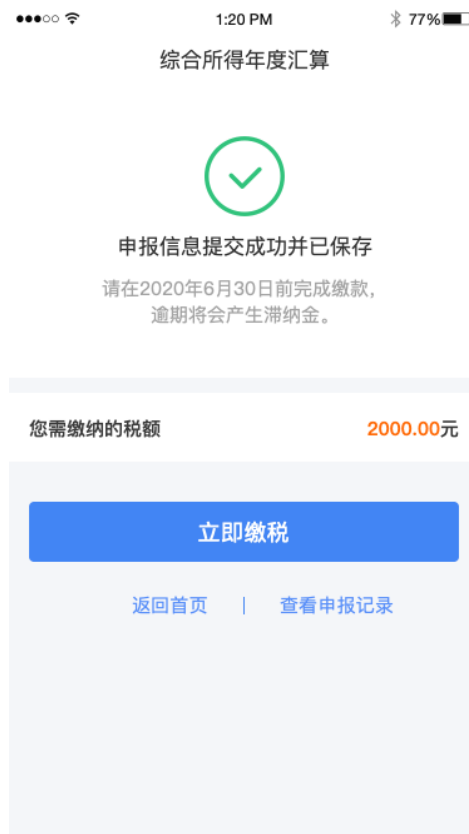 1:20 PM
77%
综合所得年度汇算
申报信息提交成功并已保存
请在2020年6月30日前完成缴款,
逾期将会产生滞纳金。
您需缴纳的税额 2000.00元
立即缴税
返回首页 | 查看申报记录